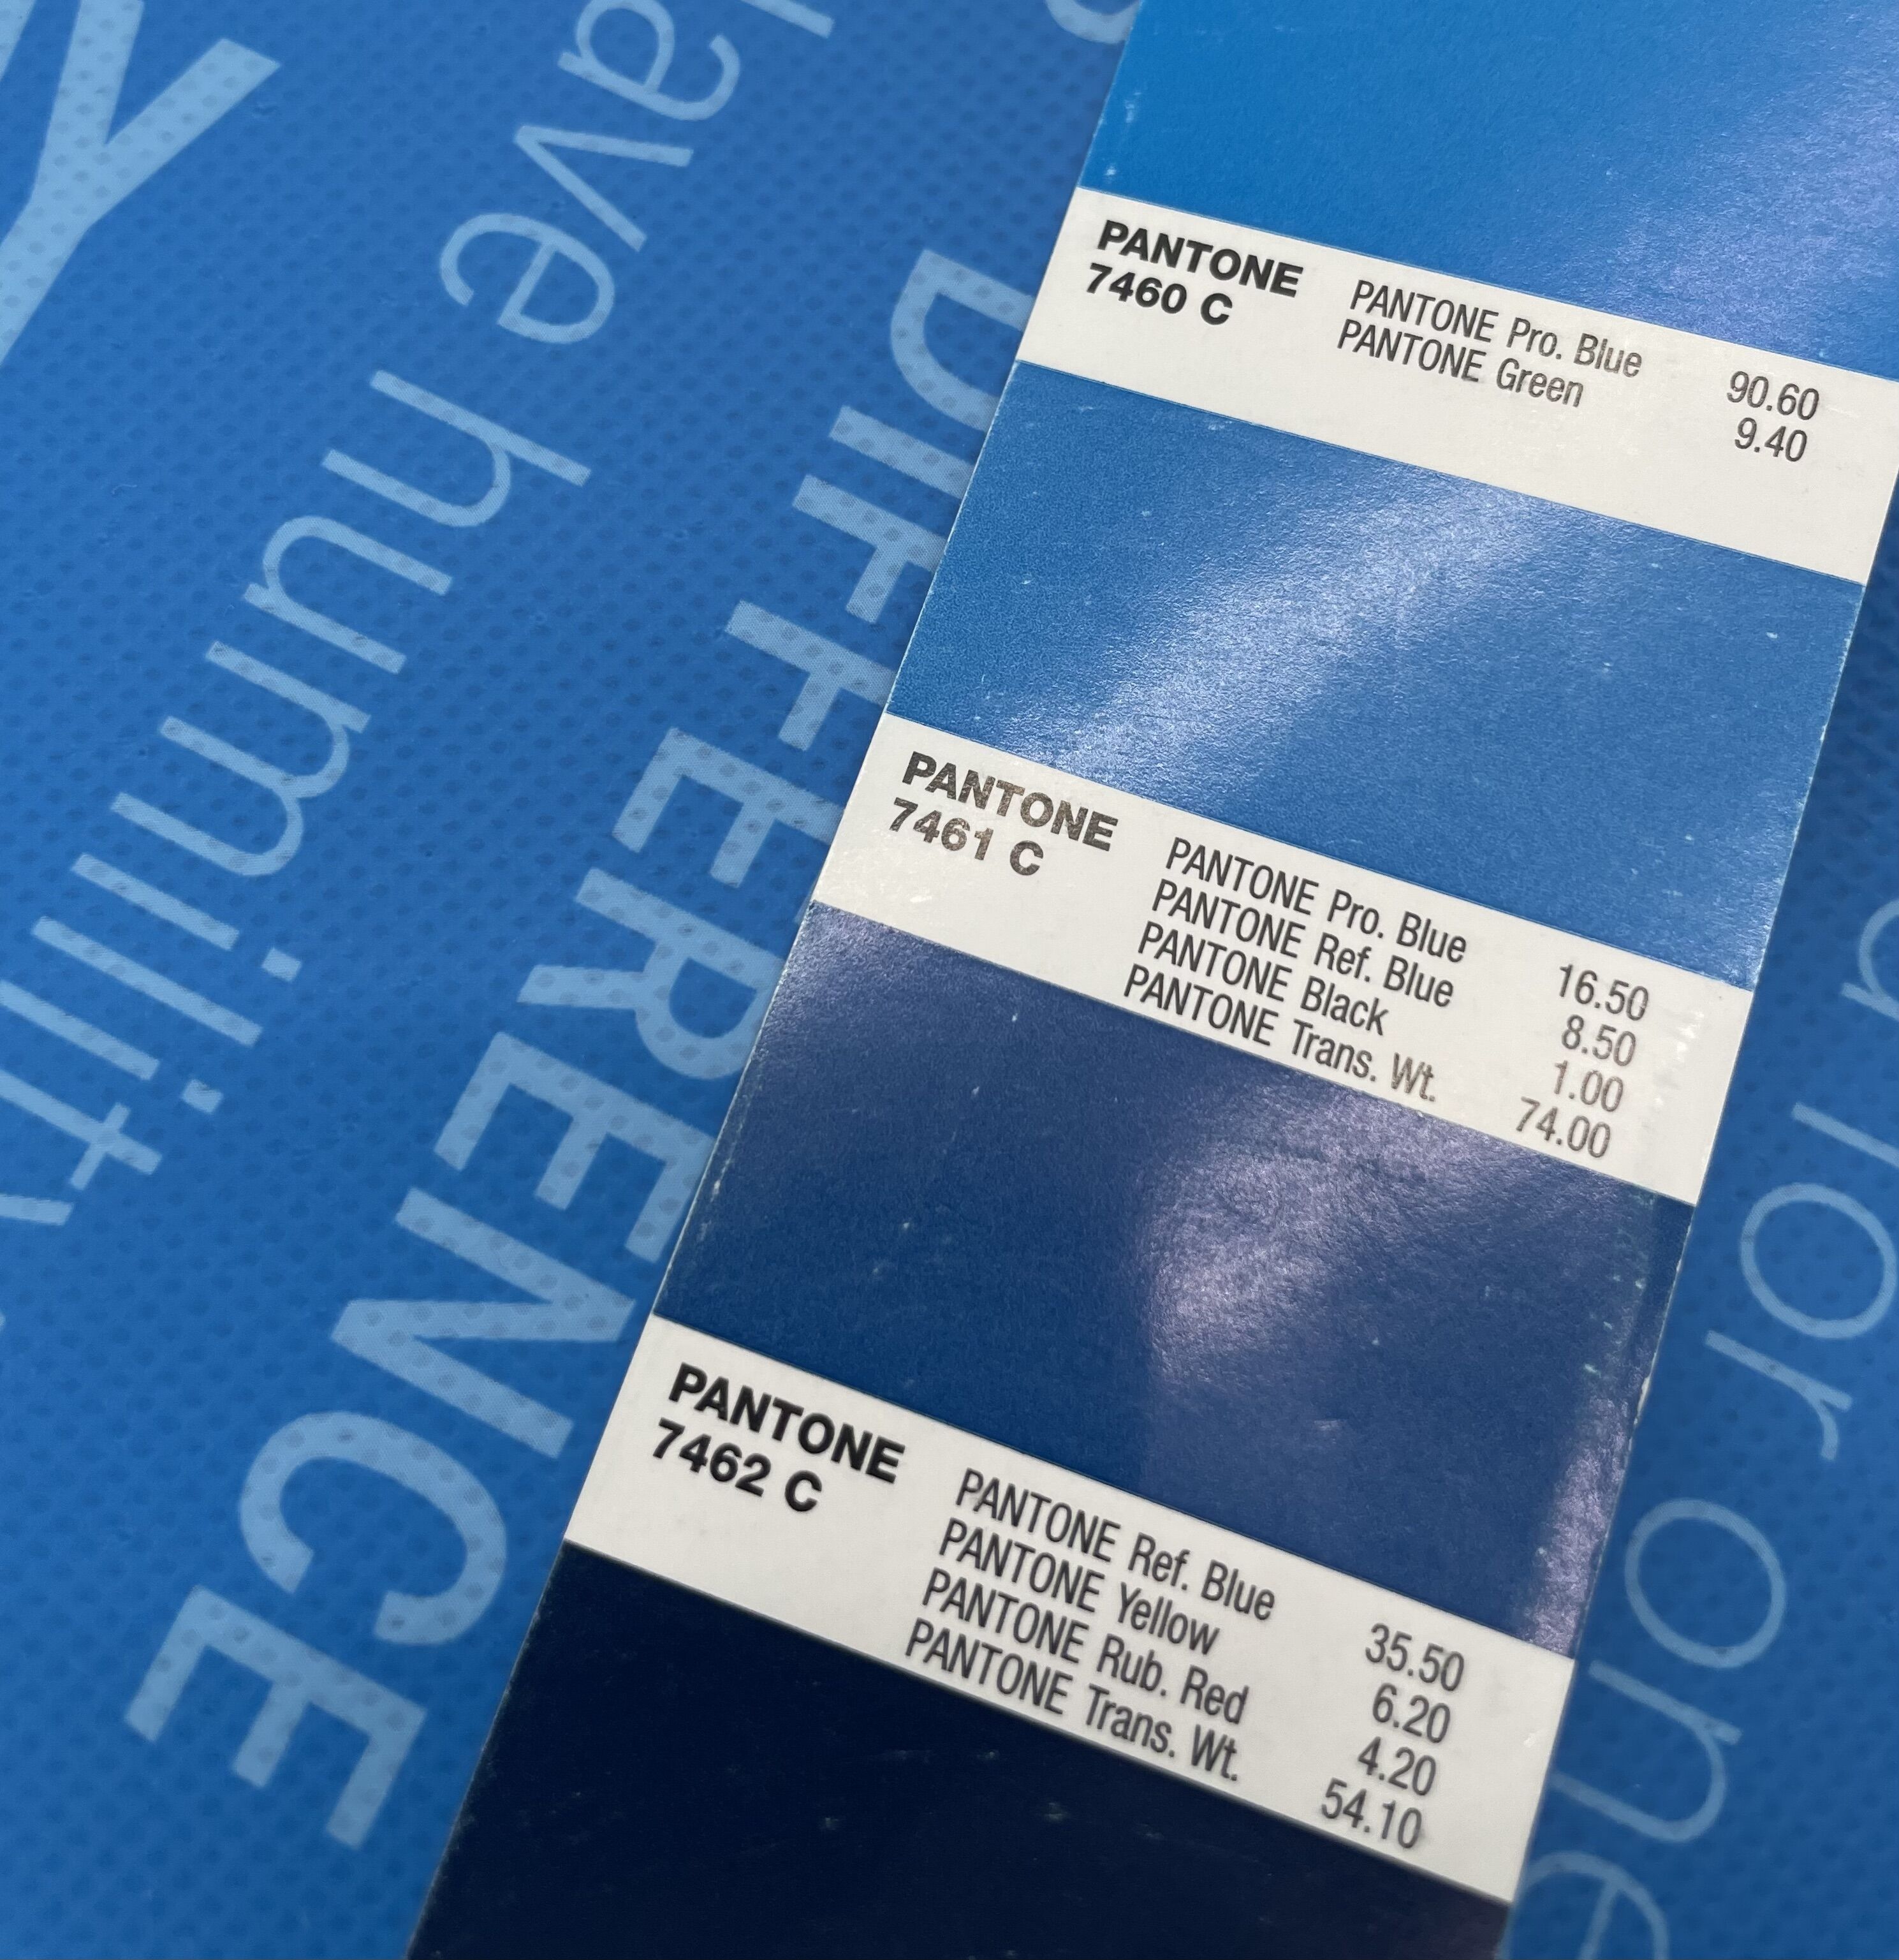 PANTONE
7460 C
PANTONE Pro. Blue 90.60
PANTONE Green 9.40
PANTONE
7461 C
PANTONE Pro. Blue 16.50
PANTONE Ref. Blue 8.50
PANTONE Black 1.00
PANTONE Trans. Wt. 74.00
PANTONE
7462 C
PANTONE Ref. Blue 35.50
PANTONE Yellow 6.20
PANTONE Rub. Red 4.20
PANTONE Trans. Wt. 54.10
for one
DIFFERENCE
humility
Y